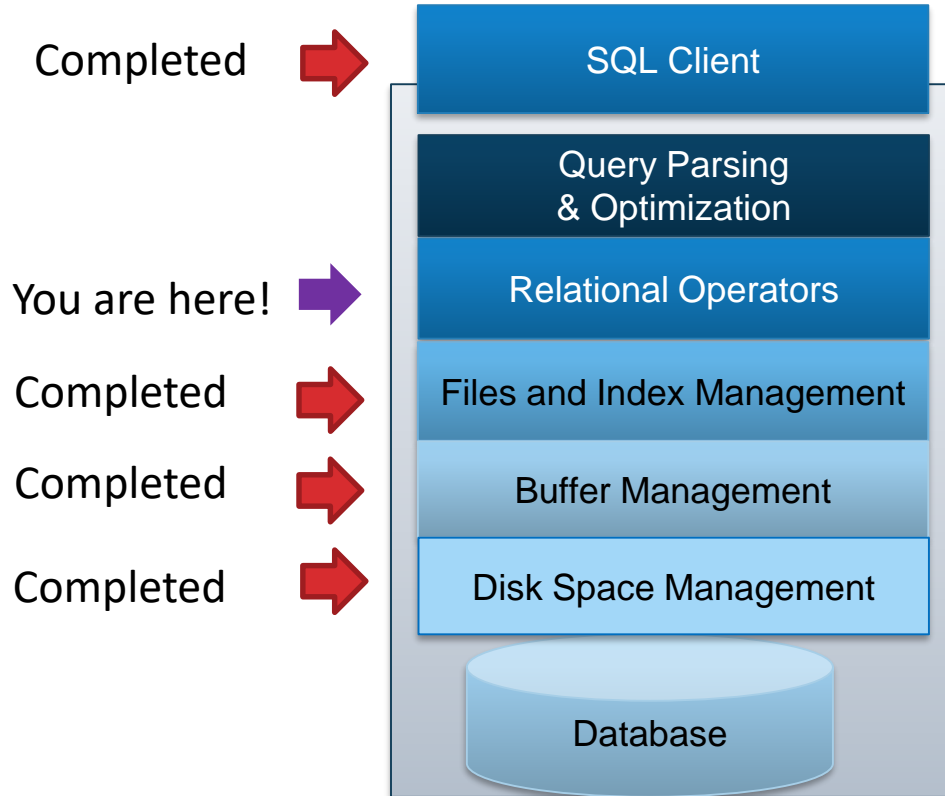 Completed
SQL Client
Query Parsing
& Optimization
You are here!
Relational Operators
Completed
Files and Index Management
Completed
Buffer Management
Completed
Disk Space Management
Database